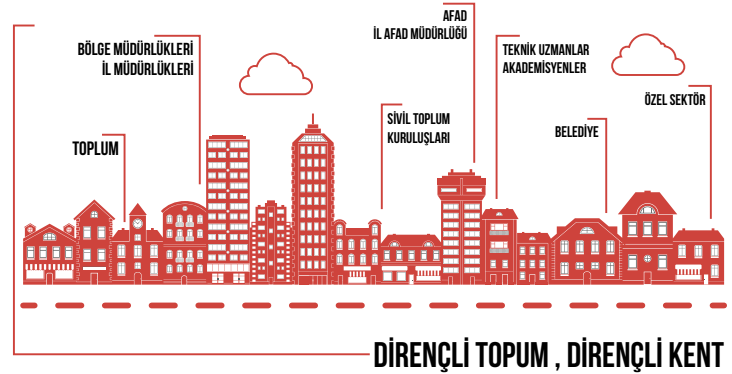 BÖLGE MÜDÜRLÜKLERİ
İL MÜDÜRLÜKLERİ
AFAD
İL AFAD MÜDÜRLÜĞÜ
TEKNİK UZMANLAR
AKADEMİSYENLER
ÖZEL SEKTÖR
SİVİL TOPLUM
KURULUŞLARI
BELEDİYE
TOPLUM
DİRENÇLİ TOPUM , DİRENÇLİ KENT